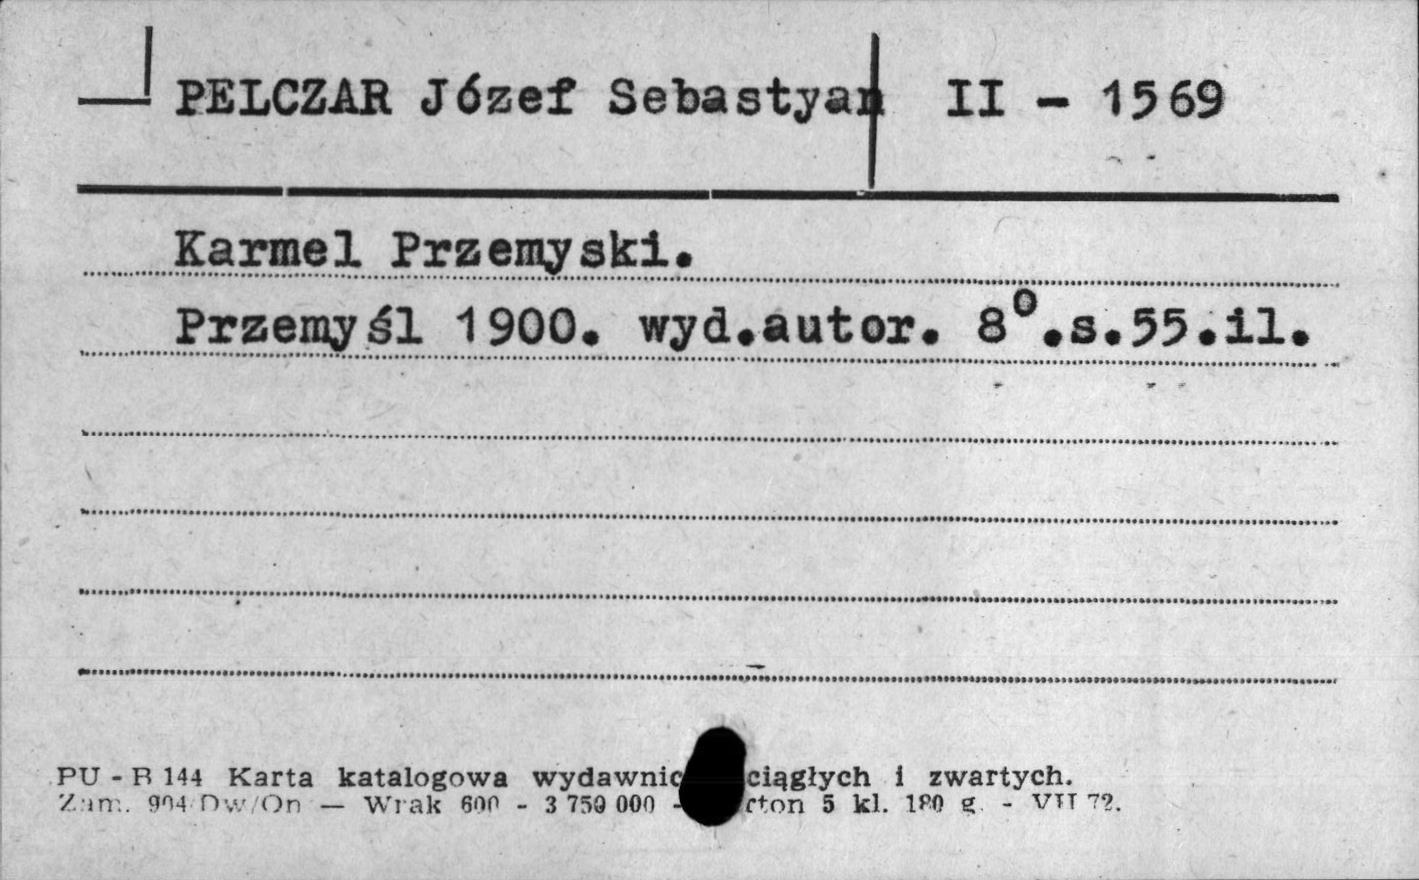 PELCZAR Józef Sebastyan II - 1569
Karmel Przemyski.
Przemyśl 1900. wyd.autor. 8°.s.55.il.
PU - B 144 Karta katalogowa wydawnic ciągłych i zwartych.
Zam. 904/Dw/On — Wrak 600 - 3 750 000 - rton 5 kl. 180 g. - VII 72.